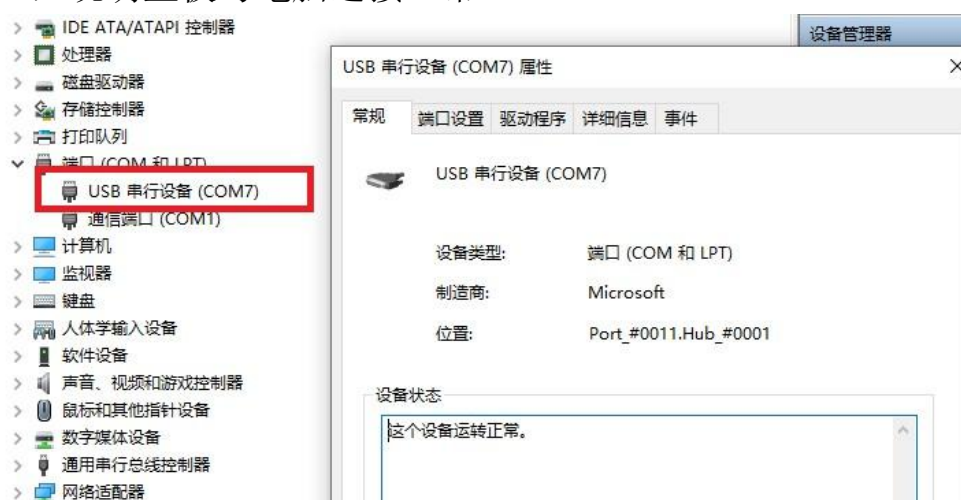 IDE ATA/ATAPI 控制器
处理器
磁盘驱动器
存储控制器
打印队列
端口 (COM 和 LPT)
USB 串行设备 (COM7)
通信端口 (COM1)
计算机
监视器
键盘
人体学输入设备
软件设备
声音、视频和游戏控制器
鼠标和其他指针设备
数字媒体设备
通用串行总线控制器
网络适配器
设备管理器
USB 串行设备 (COM7) 属性
常规 端口设置 驱动程序 详细信息 事件
USB 串行设备 (COM7)
设备类型: 端口 (COM 和 LPT)
制造商: Microsoft
位置: Port_#0011.Hub_#0001
设备状态
这个设备运转正常。